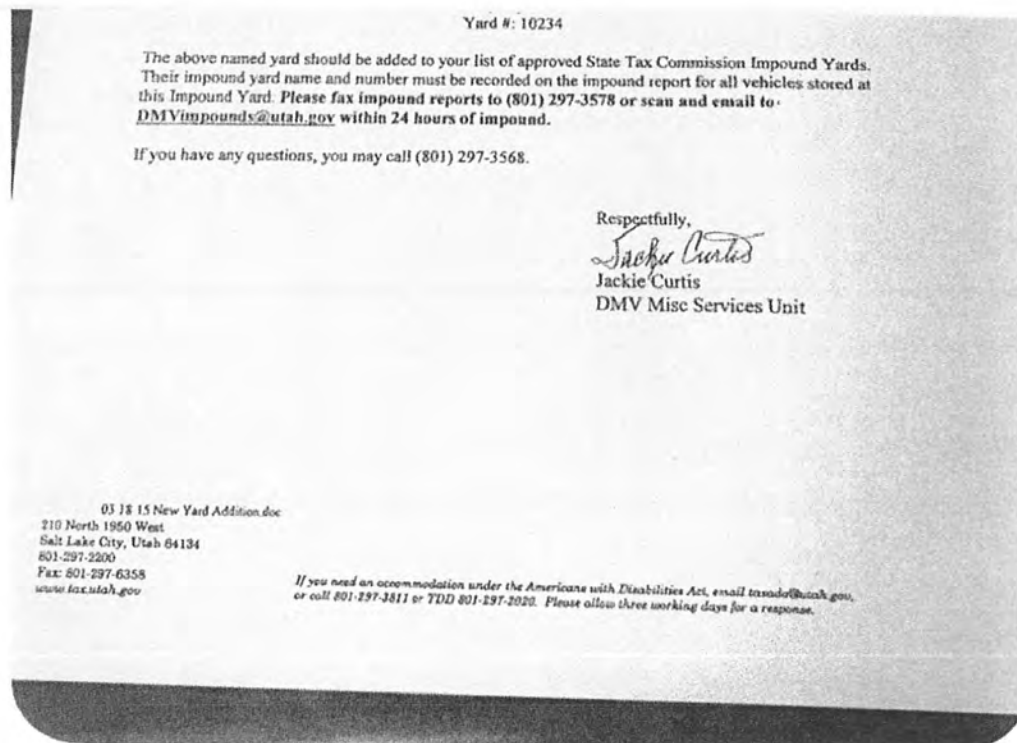 Yard #: 10234
The above named yard should be added to your list of approved State Tax Commission Impound Yards.
Their impound yard name and number must be recorded on the impound report for all vehicles stored at
this Impound Yard. Please fax impound reports to (801) 297-3578 or scan and email to
DMVimpounds@utah.gov within 24 hours of impound.
If you have any questions, you may call (801) 297-3568.
Respectfully,
Jackie Curtis
Jackie Curtis
DMV Misc Services Unit
03 18 15 New Yard Addition.doc
210 North 1950 West
Salt Lake City, Utah 84134
801-297-2200
Fax: 801-297-6358
www.tax.utah.gov
If you need an accommodation under the Americans with Disabilities Act, email taxada@utah.gov,
or call 801-297-3811 or TDD 801-297-2020. Please allow three working days for a response.